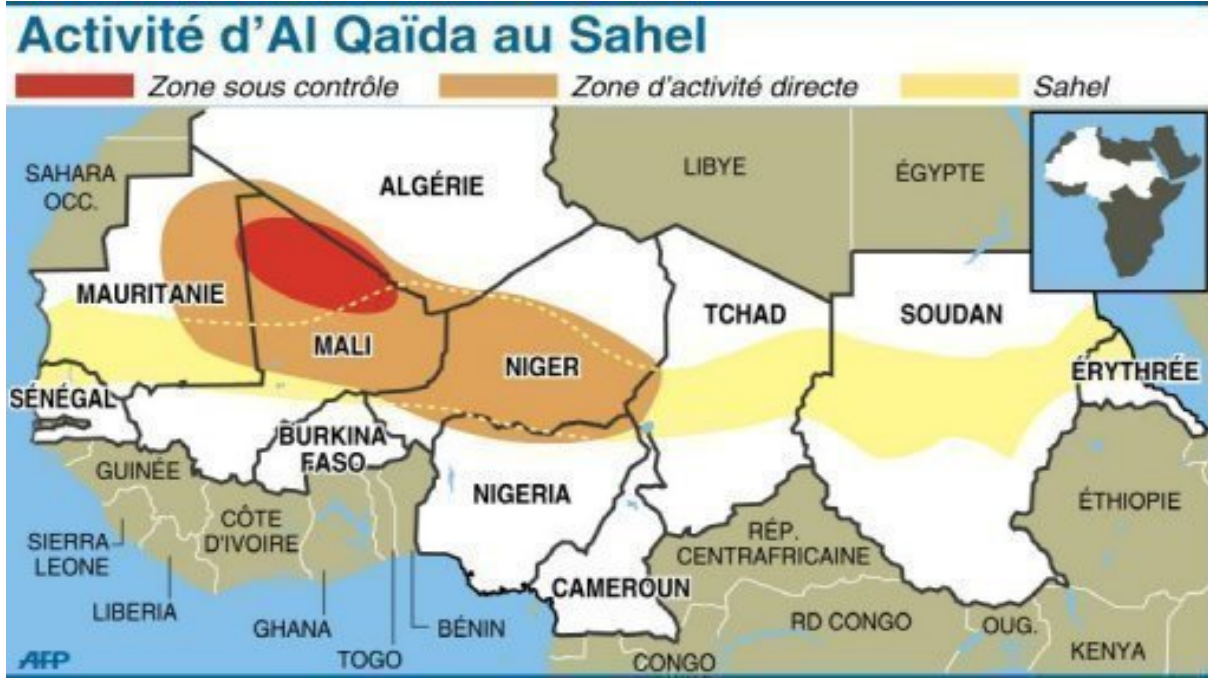 Activité d'Al Qaïda au Sahel
Zone sous contrôle
Zone d'activité directe
Sahel
SAHARA
OCC.
ALGÉRIE
LIBYE
ÉGYPTE
MAURITANIE
MALI
NIGER
TCHAD
SOUDAN
ÉRYTHRÉE
SÉNÉGAL
BURKINA
FASO
GUINÉE
NIGERIA
ÉTHIOPIE
CÔTE
D'IVOIRE
RÉP.
CENTRAFRICAINE
SIERRA
LEONE
CAMEROUN
LIBERIA
GHANA
BÉNIN
RD CONGO
OUG.
KENYA
TOGO
CONGO
AFP